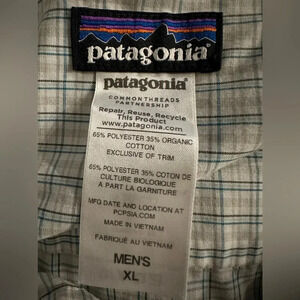 patagonia®
patagonia®
COMMONTHREADS
PARTNERSHIP
Repair, Reuse, Recycle
This Product
www.patagonia.com
65% POLYESTER 35% ORGANIC
COTTON
EXCLUSIVE OF TRIM
65% POLYESTER 35% COTON DE
CULTURE BIOLOGIQUE
A PART LA GARNITURE
MFG DATE AND LOCATION AT
PCPSIA.COM
MADE IN VIETNAM
FABRIQUÉ AU VIETNAM
MEN'S
XL